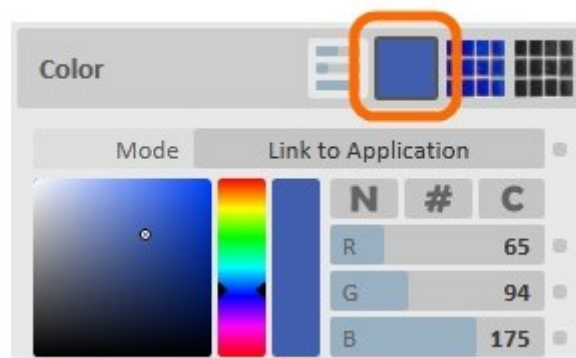 Color
Mode Link to Application
N # C
R 65
G 94
B 175